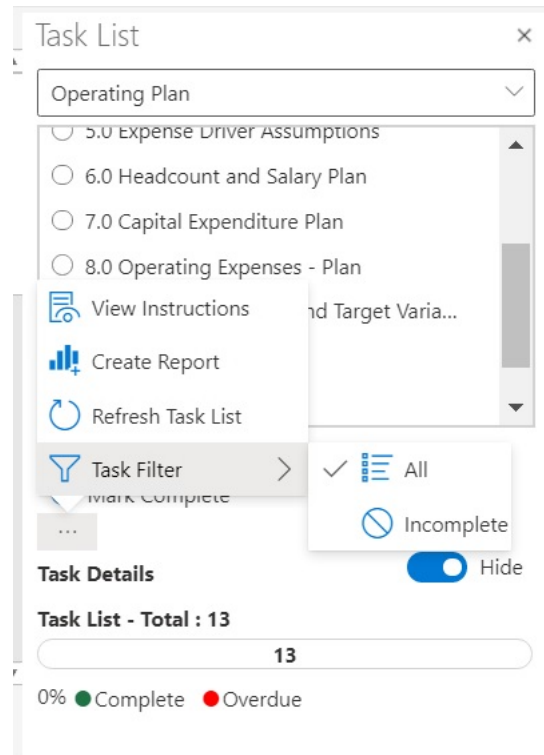 Task List
Operating Plan
5.0 Expense Driver Assumptions
6.0 Headcount and Salary Plan
7.0 Capital Expenditure Plan
8.0 Operating Expenses - Plan
View Instructions
nd Target Varia...
Create Report
Refresh Task List
Task Filter
All
Mark Complete
Incomplete
...
Task Details
Hide
Task List - Total : 13
13
0% Complete Overdue